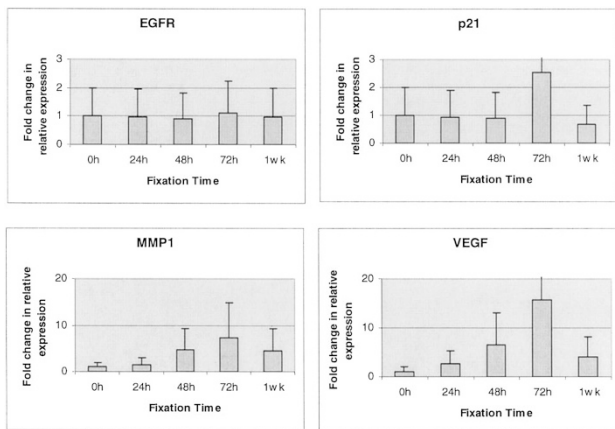 EGFR
Fold change in
relative expression
3
2
1
0
0h 24h 48h 72h 1wk
Fixation Time
p21
Fold change in
relative expression
3
2
1
0
0h 24h 48h 72h 1wk
Fixation Time
MMP1
Fold change in relative
expression
20
10
0
0h 24h 48h 72h 1wk
Fixation Time
VEGF
Fold change in relative
expression
20
10
0
0h 24h 48h 72h 1wk
Fixation Time